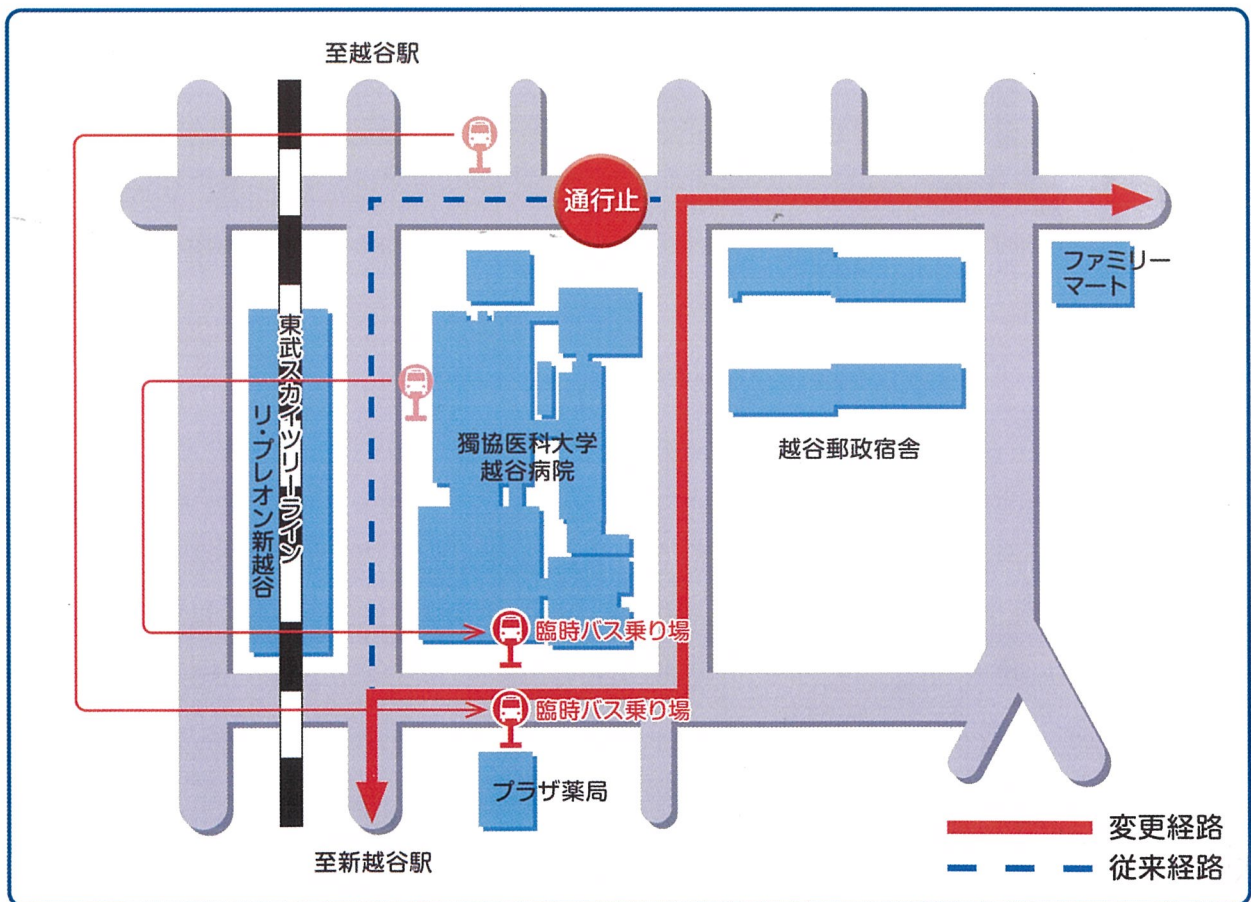 至越谷駅
通行止
ファミリー
マート
東武スカイツリーライン
リ・プレオン新越谷
獨協医科大学
越谷病院
越谷郵政宿舎
臨時バス乗り場
臨時バス乗り場
プラザ薬局
至新越谷駅
変更経路
従来経路